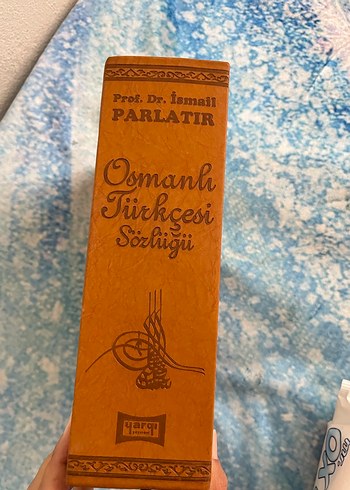 Prof. Dr. İsmail
PARLATIR
Osmanlı
Türkçesi
Sözlüğü
yargı